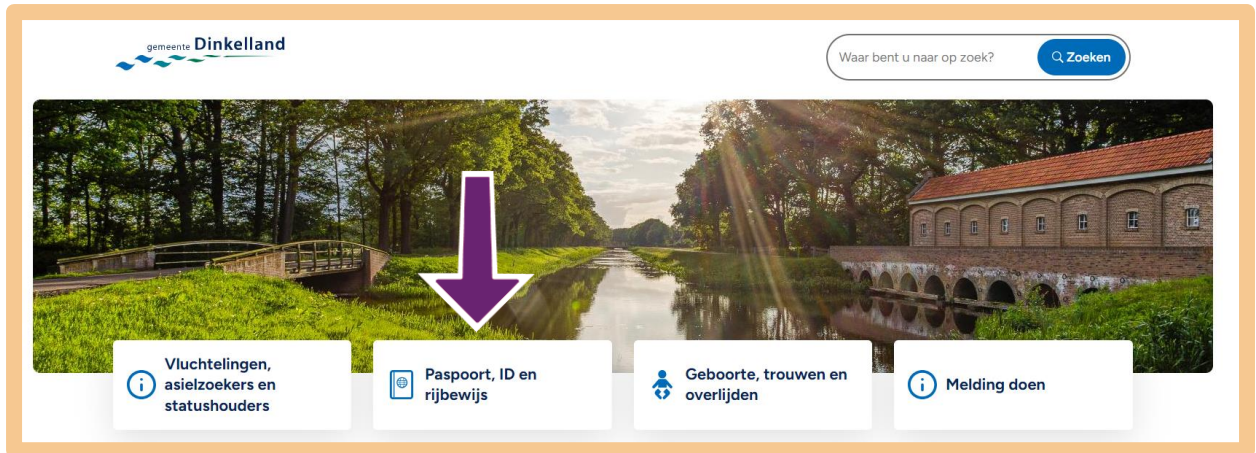 gemeente Dinkelland
Waar bent u naar op zoek?
Zoeken
Vluchtelingen,
asielzoekers en
statushouders
Paspoort, ID en
rijbewijs
Geboorte, trouwen en
overlijden
Melding doen